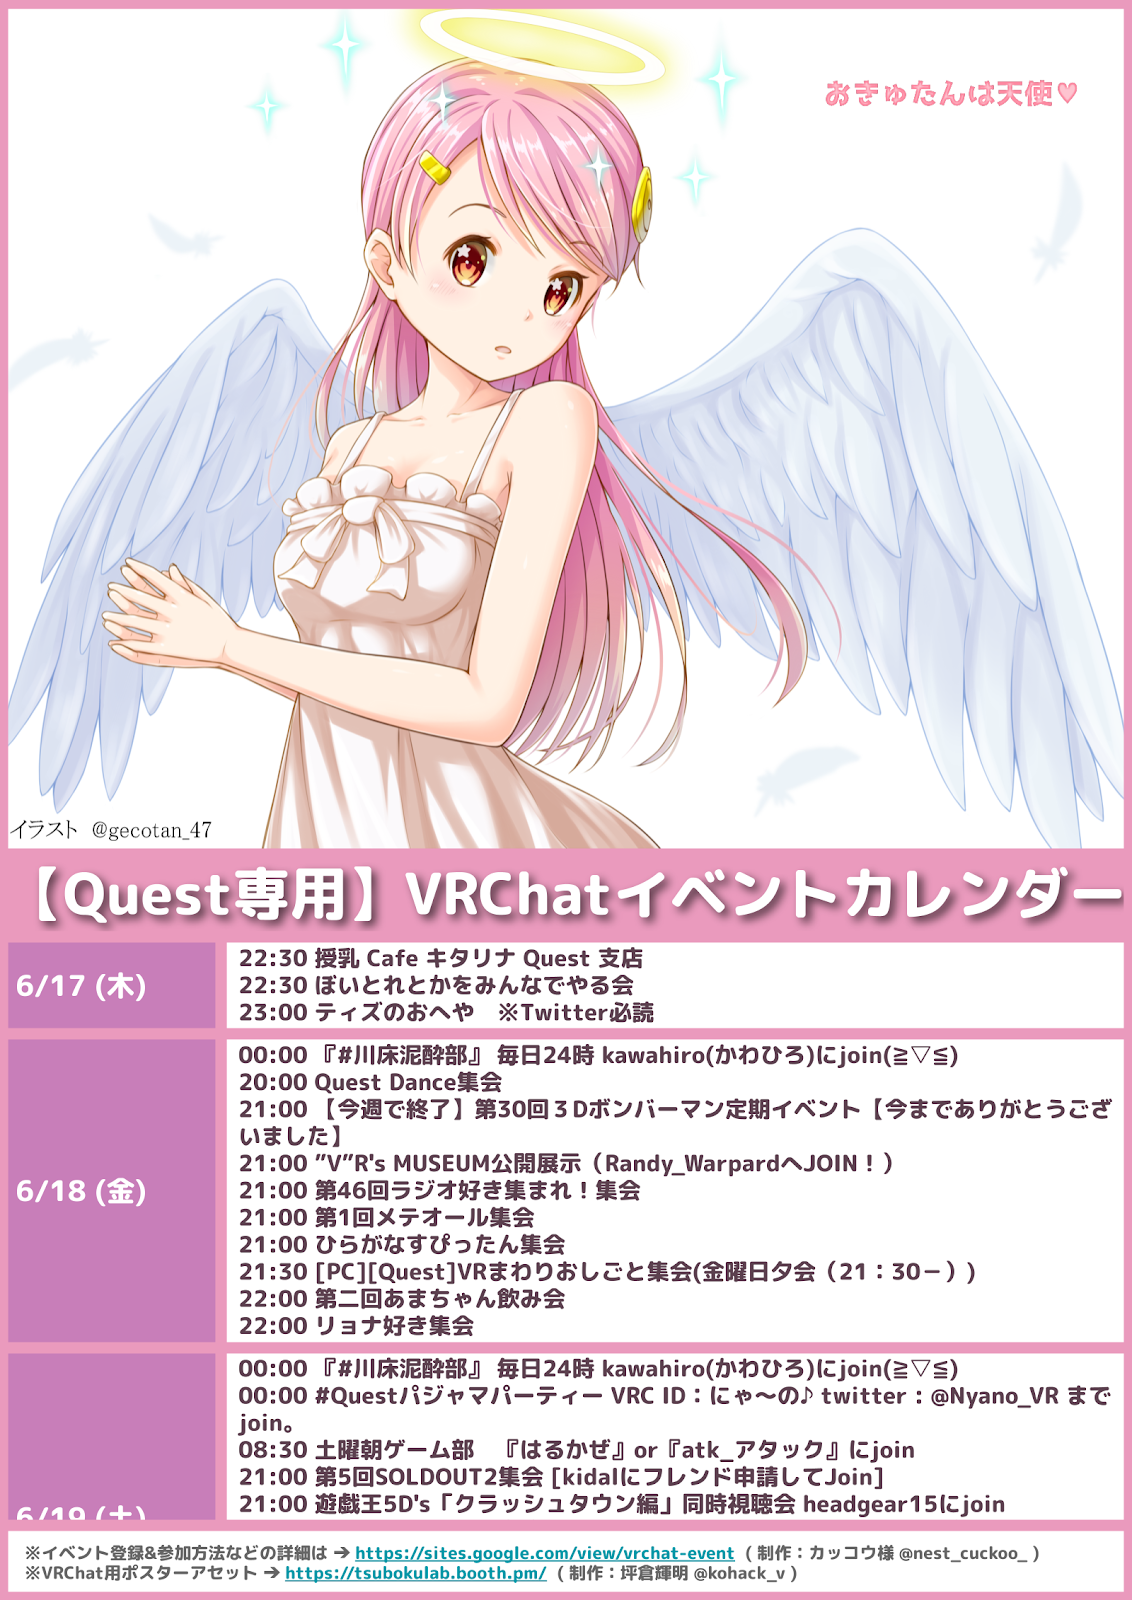 おきゅたんは天使♥
イラスト @gecotan_47
【Quest専用】VRChatイベントカレンダー
6/17 (木)
22:30 授乳 Cafe キタリナ Quest 支店
22:30 ぼいとれとかをみんなでやる会
23:00 ティズのおへや　※Twitter必読
6/18 (金)
00:00 『#川床泥酔部』 毎日24時 kawahiro(かわひろ)にjoin(≧▽≦)
20:00 Quest Dance集会
21:00 【今週で終了】第30回３Dボンバーマン定期イベント【今までありがとうござ
いました】
21:00 ”V”R's MUSEUM公開展示（Randy_WarpardへJOIN！）
21:00 第46回ラジオ好き集まれ！集会
21:00 第1回メテオール集会
21:00 ひらがなすぴったん集会
21:30 [PC][Quest]VRまわりおしごと集会(金曜日夕会（21：30－）)
22:00 第二回あまちゃん飲み会
22:00 リョナ好き集会
6/19 (土)
00:00 『#川床泥酔部』 毎日24時 kawahiro(かわひろ)にjoin(≧▽≦)
00:00 #Questパジャマパーティー VRC ID：にゃ～の♪ twitter：@Nyano_VR まで
join。
08:30 土曜朝ゲーム部　『はるかぜ』or『atk_アタック』にjoin
21:00 第5回SOLDOUT2集会 [kidalにフレンド申請してJoin]
21:00 遊戯王5D's「クラッシュタウン編」同時視聴会 headgear15にjoin
※イベント登録&参加方法などの詳細は ➔ https://sites.google.com/view/vrchat-event ( 制作：カッコウ様 @nest_cuckoo_ )
※VRChat用ポスターアセット ➔ https://tsubokulab.booth.pm/ ( 制作：坪倉輝明 @kohack_v )